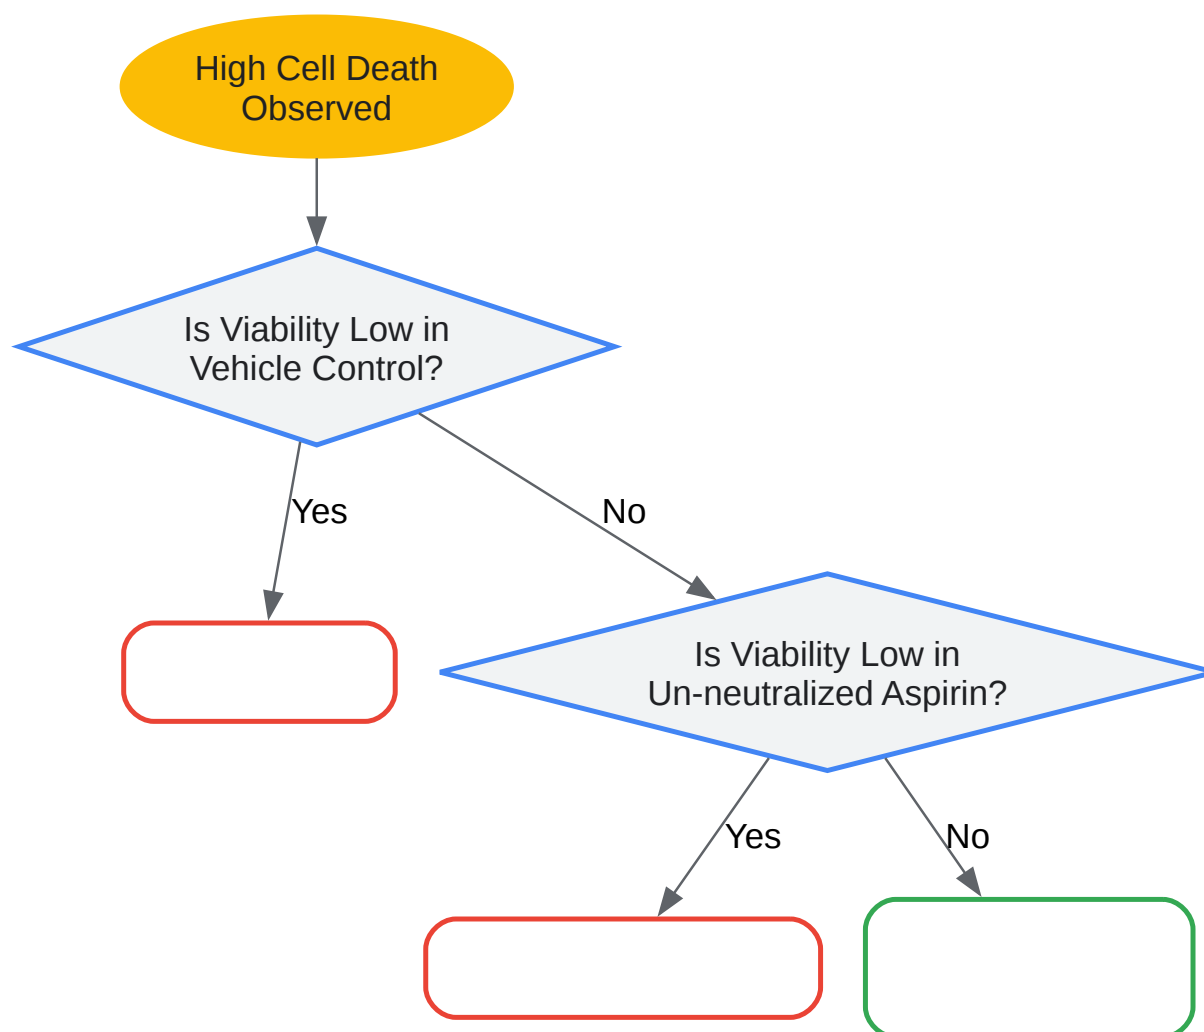 High Cell Death
Observed
Is Viability Low in
Vehicle Control?
Yes
No
Is Viability Low in
Un-neutralized Aspirin?
Yes
No